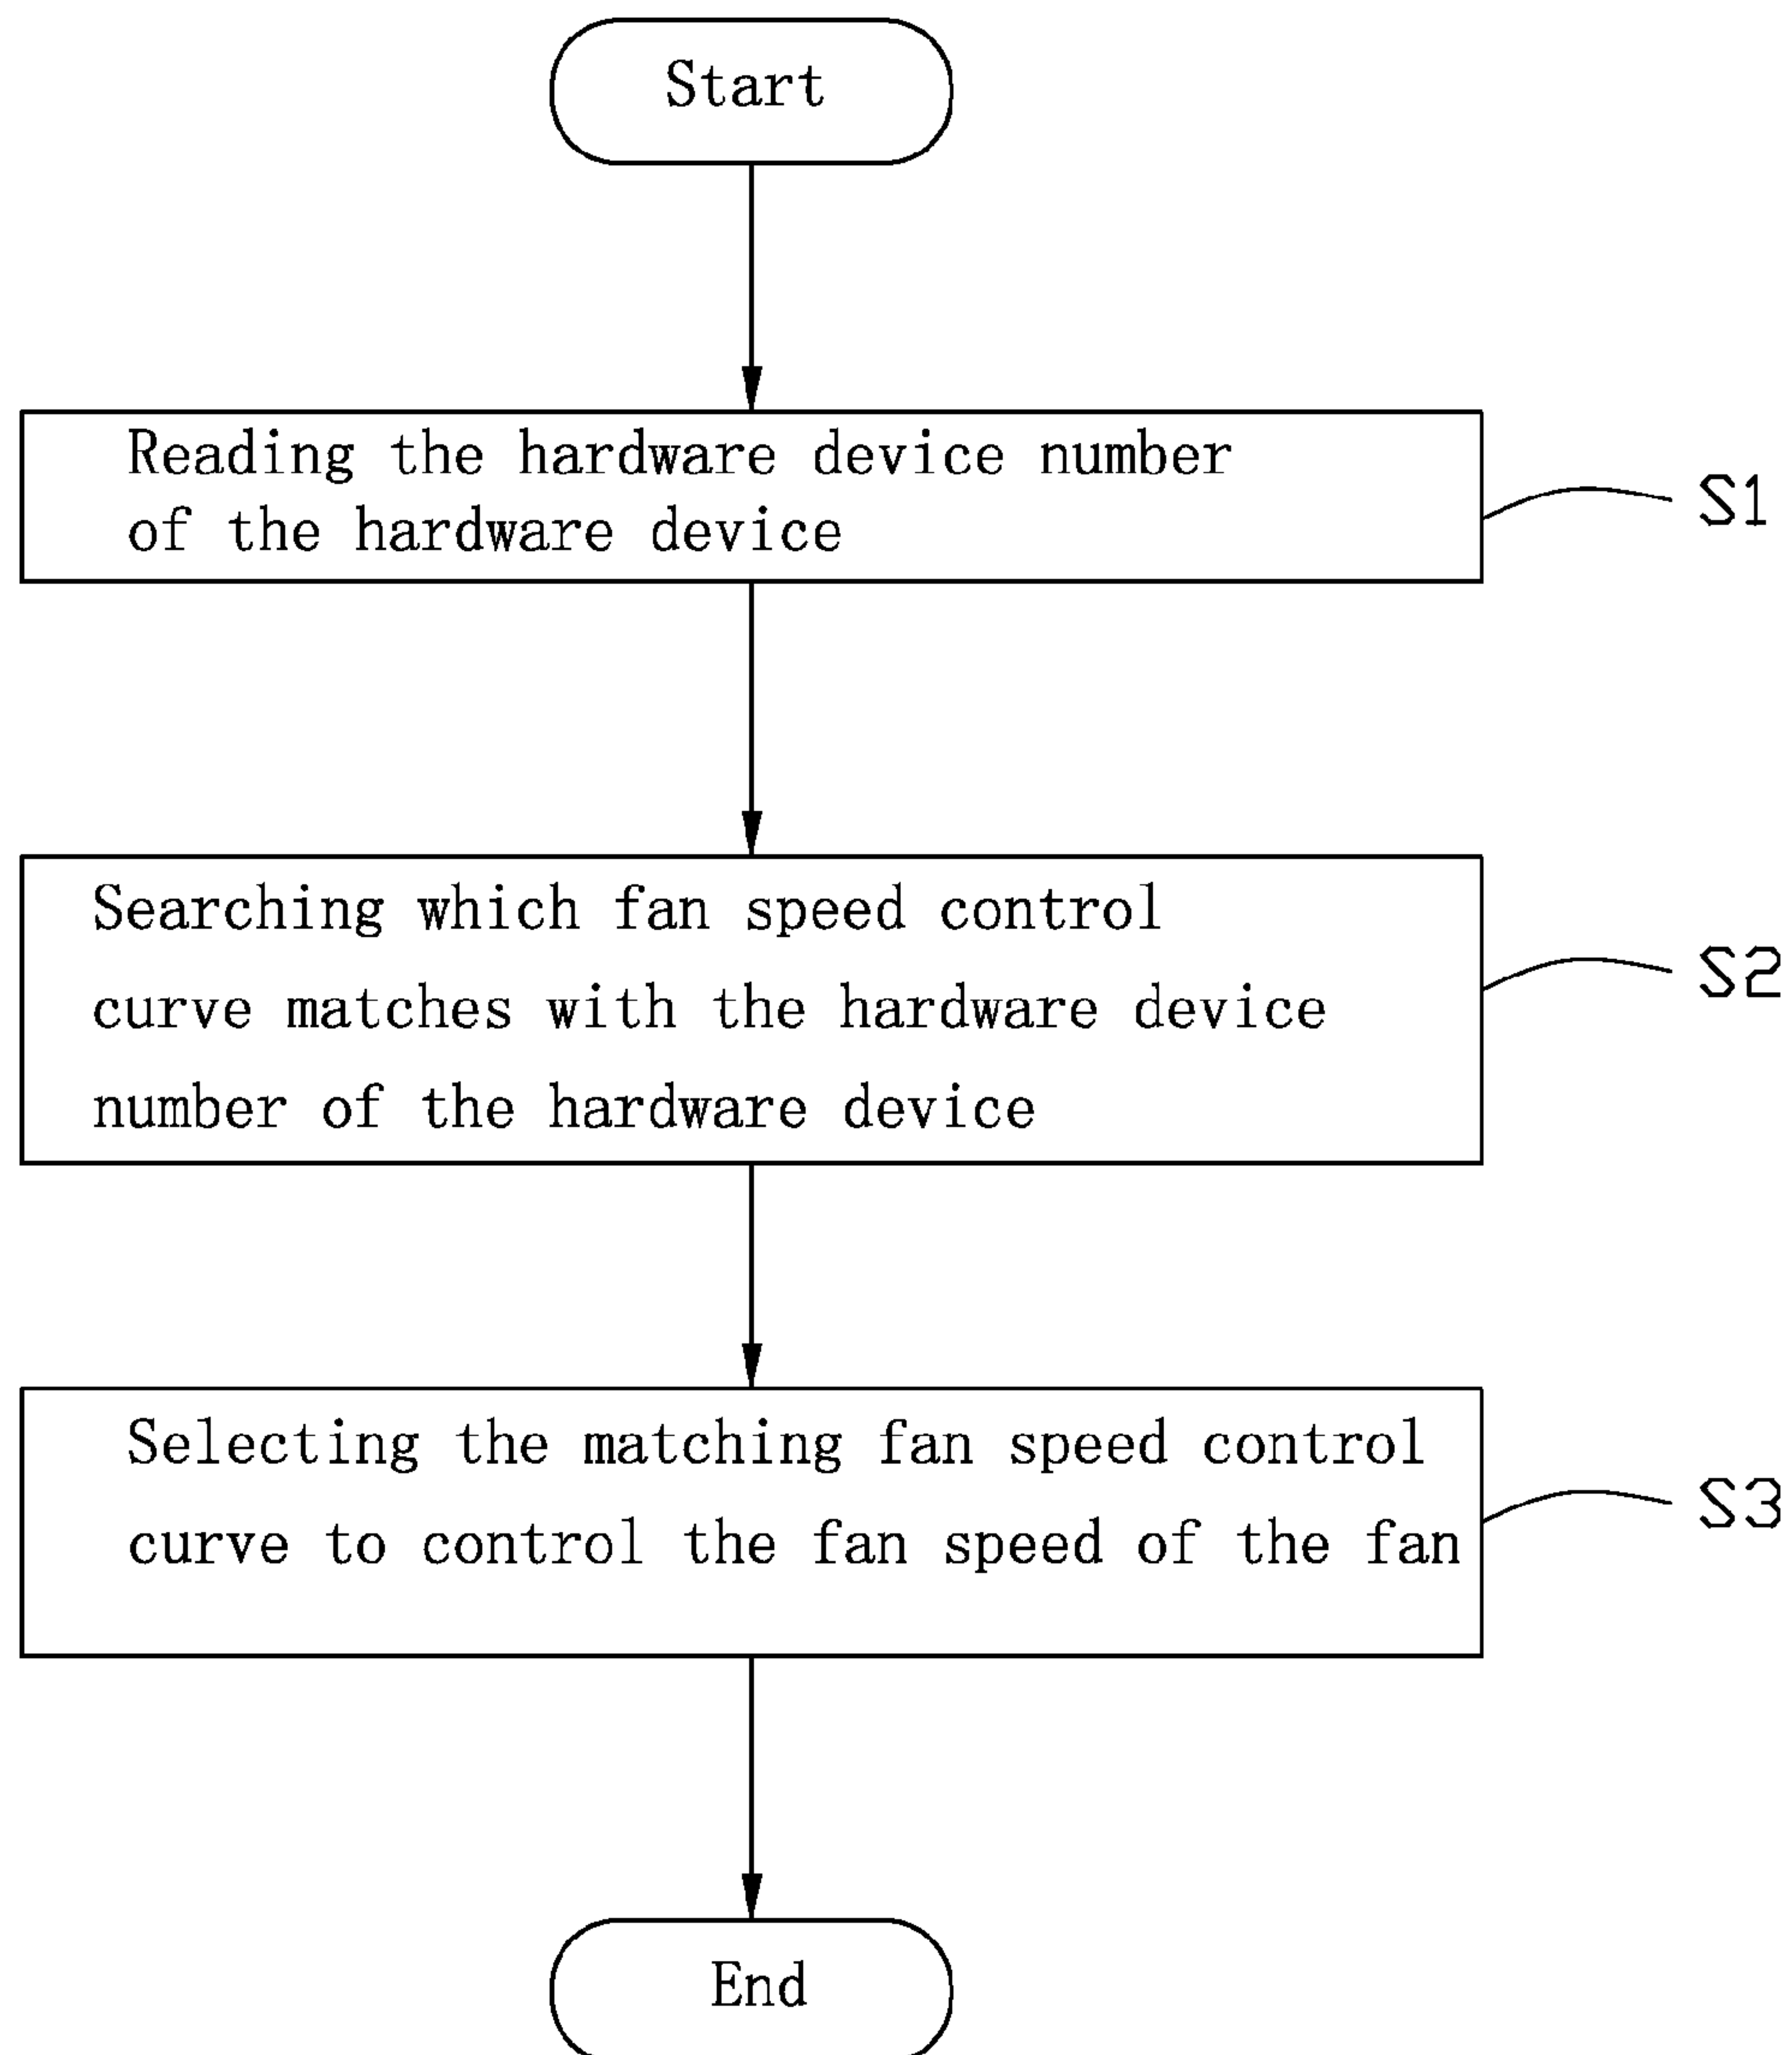 Start
Reading the hardware device number
of the hardware device
S1
Searching which fan speed control
curve matches with the hardware device
number of the hardware device
S2
Selecting the matching fan speed control
curve to control the fan speed of the fan
S3
End